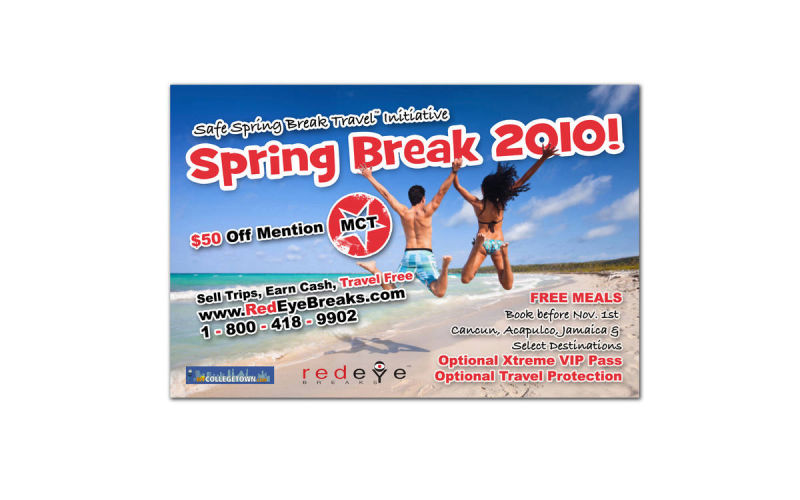 Safe Spring Break Travel™ Initiative
Spring Break 2010!
$50 Off Mention MCT
Sell Trips, Earn Cash, Travel Free
www.RedEyeBreaks.com
1 - 800 - 418 - 9902
FREE MEALS
Book before Nov. 1st
Cancun, Acapulco, Jamaica &
Select Destinations
Optional Xtreme VIP Pass
Optional Travel Protection
COLLEGETOWN
redeye™
BREAKS